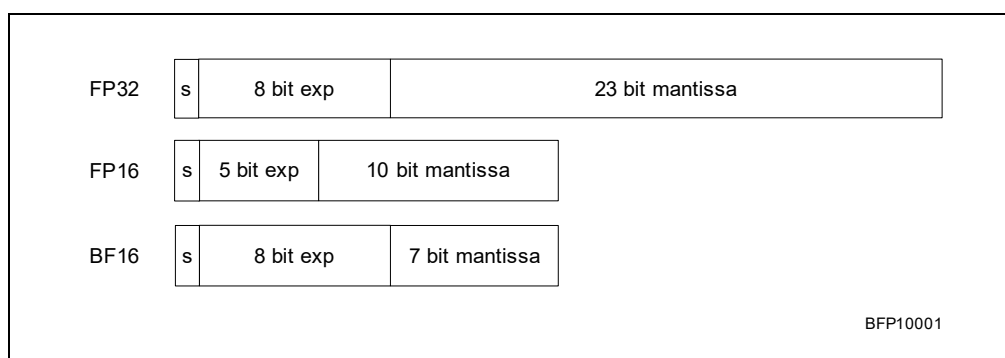 FP32 s 8 bit exp 23 bit mantissa
FP16 s 5 bit exp 10 bit mantissa
BF16 s 8 bit exp 7 bit mantissa
BFP10001